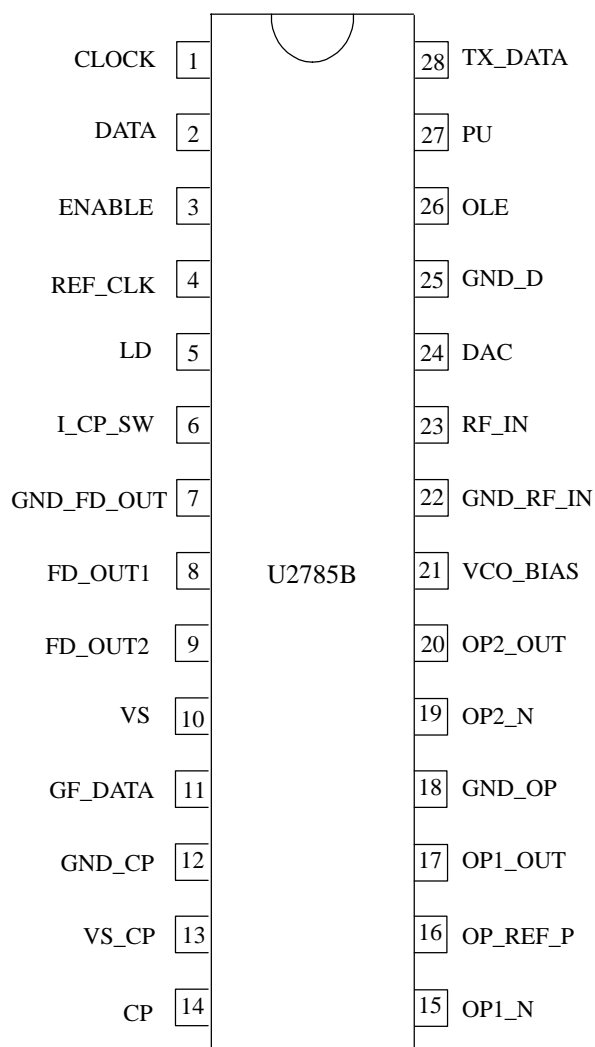 CLOCK 1 28 TX_DATA
DATA 2 27 PU
ENABLE 3 26 OLE
REF_CLK 4 25 GND_D
LD 5 24 DAC
I_CP_SW 6 23 RF_IN
GND_FD_OUT 7 22 GND_RF_IN
FD_OUT1 8 U2785B 21 VCO_BIAS
FD_OUT2 9 20 OP2_OUT
VS 10 19 OP2_N
GF_DATA 11 18 GND_OP
GND_CP 12 17 OP1_OUT
VS_CP 13 16 OP_REF_P
CP 14 15 OP1_N